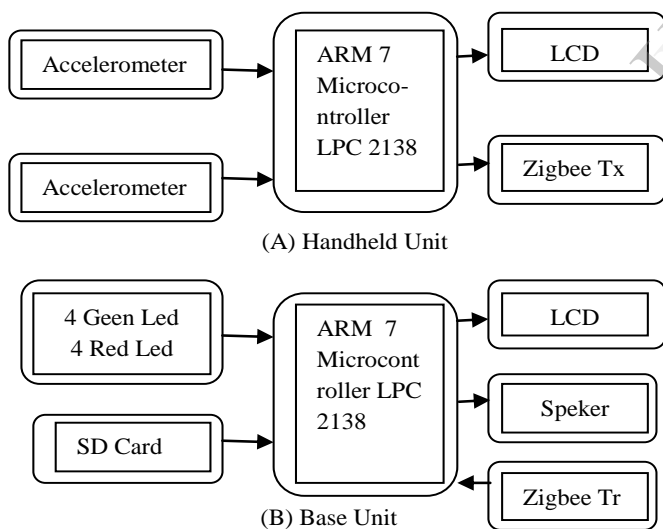 Accelerometer
Accelerometer
ARM 7
Microco-
ntroller
LPC 2138
LCD
Zigbee Tx
(A) Handheld Unit
4 Geen Led
4 Red Led
SD Card
ARM 7
Microcont
roller LPC
2138
LCD
Speker
Zigbee Tr
(B) Base Unit